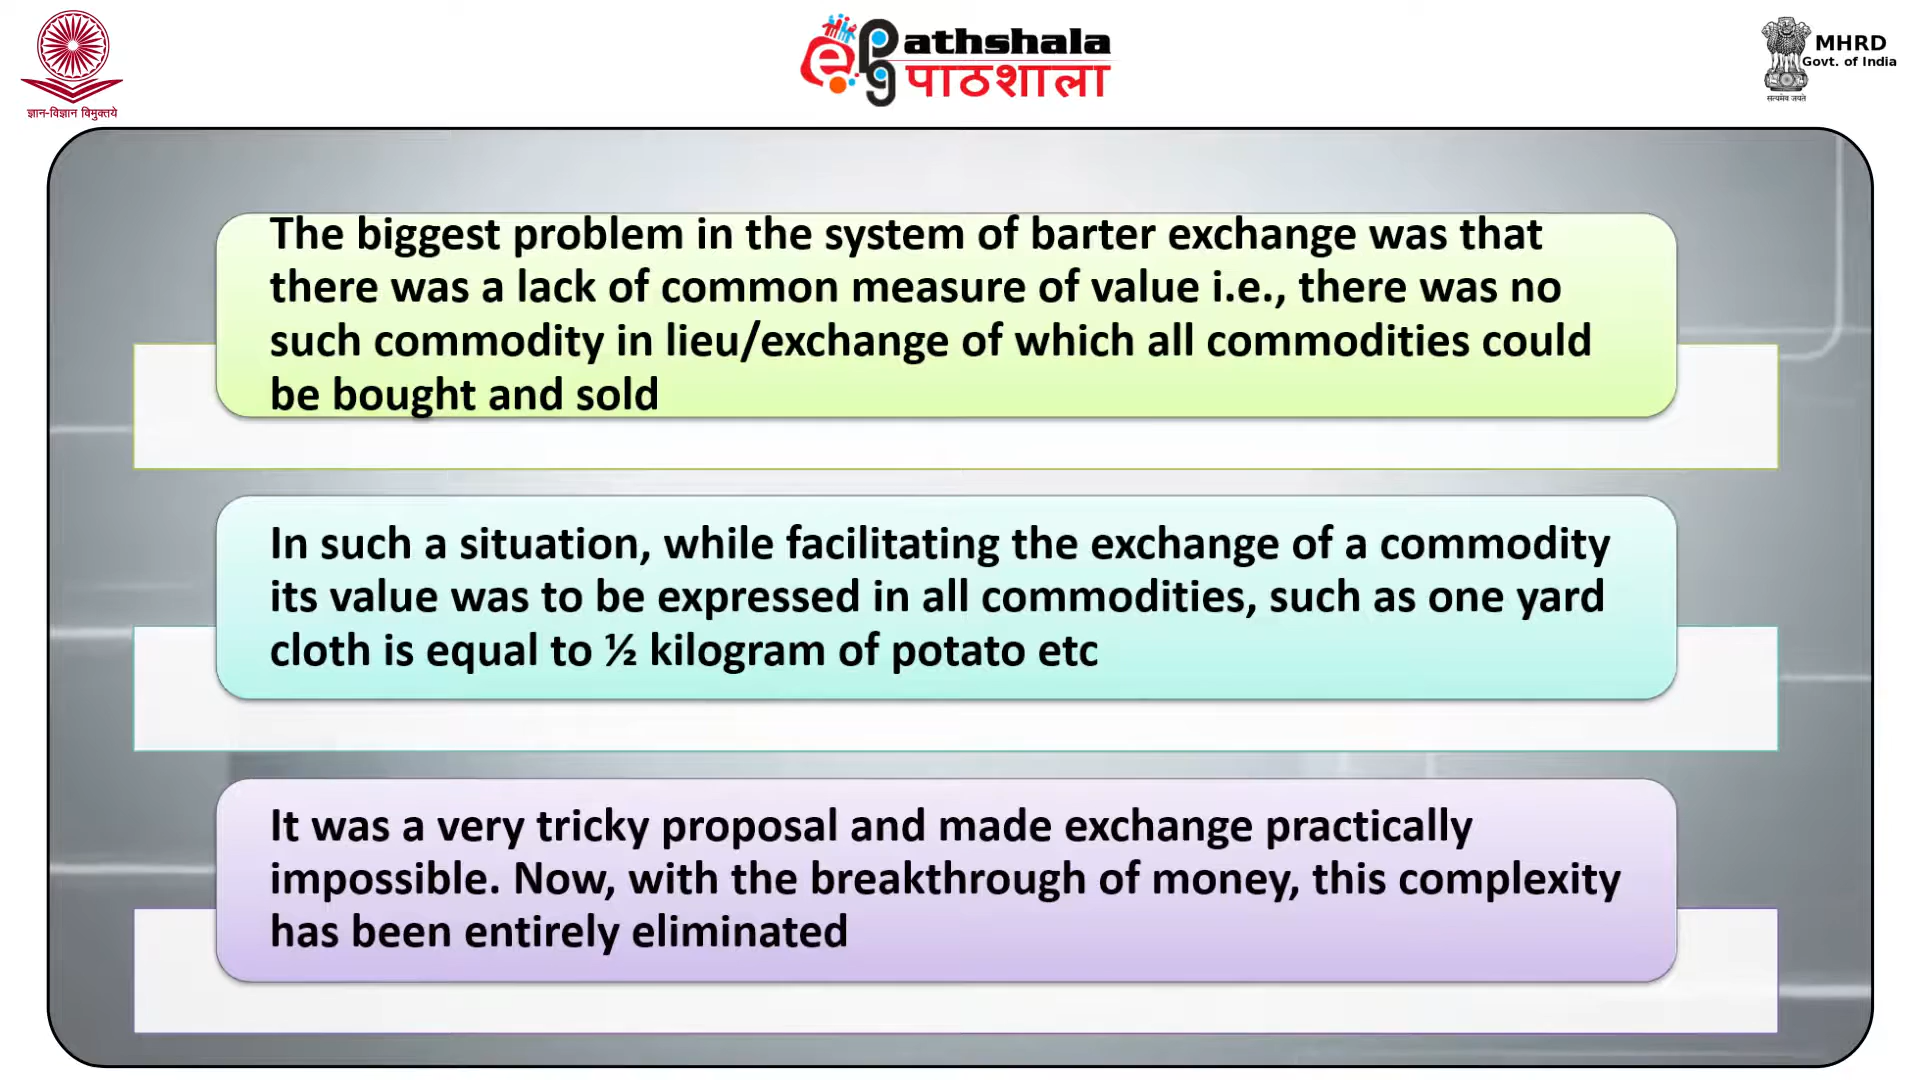 ज्ञान-विज्ञान विमुक्तये
ePg Pathshala
पाठशाला
सत्यमेव जयते
MHRD
Govt. of India
The biggest problem in the system of barter exchange was that
there was a lack of common measure of value i.e., there was no
such commodity in lieu/exchange of which all commodities could
be bought and sold
In such a situation, while facilitating the exchange of a commodity
its value was to be expressed in all commodities, such as one yard
cloth is equal to ½ kilogram of potato etc
It was a very tricky proposal and made exchange practically
impossible. Now, with the breakthrough of money, this complexity
has been entirely eliminated